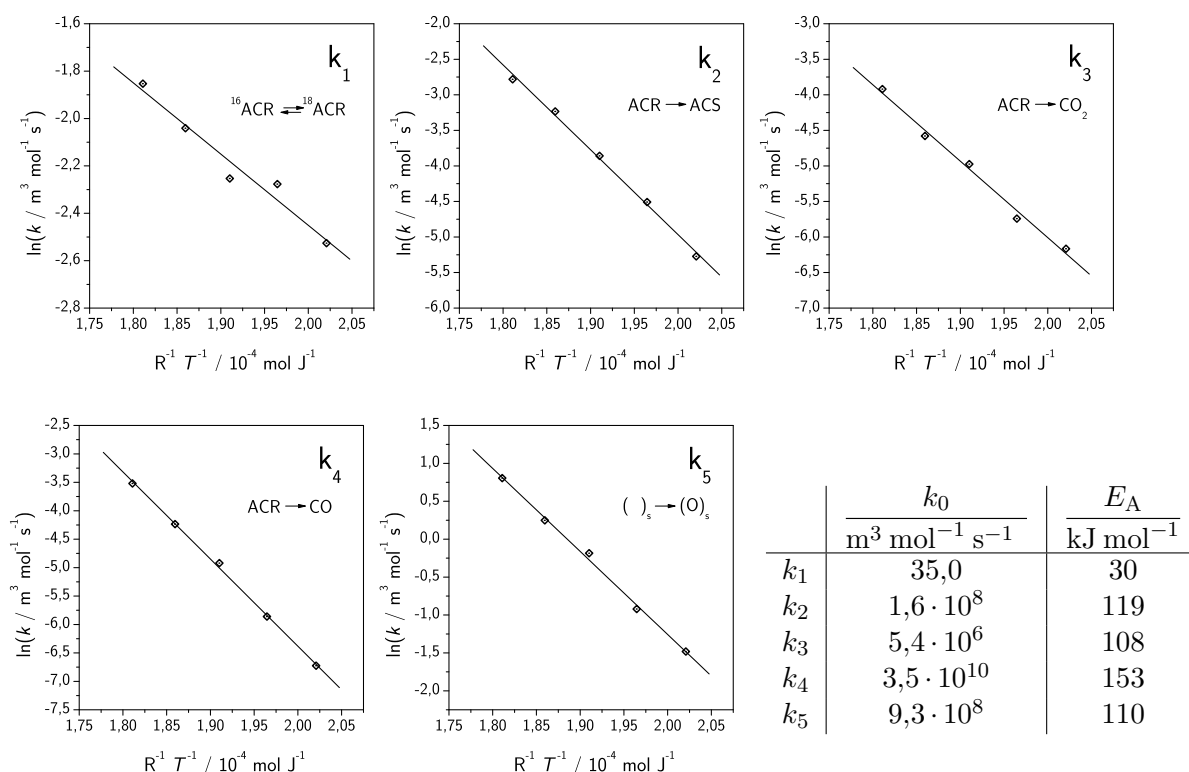 k1
16ACR ⇌ 18ACR
ln(k / m3 mol-1 s-1)
-1,6
-1,8
-2,0
-2,2
-2,4
-2,6
-2,8
1,75 1,80 1,85 1,90 1,95 2,00 2,05
R-1 T-1 / 10-4 mol J-1
k2
ACR → ACS
ln(k / m3 mol-1 s-1)
-2,0
-2,5
-3,0
-3,5
-4,0
-4,5
-5,0
-5,5
-6,0
1,75 1,80 1,85 1,90 1,95 2,00 2,05
R-1 T-1 / 10-4 mol J-1
k3
ACR → CO2
ln(k / m3 mol-1 s-1)
-3,0
-3,5
-4,0
-4,5
-5,0
-5,5
-6,0
-6,5
-7,0
1,75 1,80 1,85 1,90 1,95 2,00 2,05
R-1 T-1 / 10-4 mol J-1
k4
ACR → CO
ln(k / m3 mol-1 s-1)
-2,5
-3,0
-3,5
-4,0
-4,5
-5,0
-5,5
-6,0
-6,5
-7,0
-7,5
1,75 1,80 1,85 1,90 1,95 2,00 2,05
R-1 T-1 / 10-4 mol J-1
k5
( )s → (O)s
ln(k / m3 mol-1 s-1)
1,5
1,0
0,5
0,0
-0,5
-1,0
-1,5
-2,0
1,75 1,80 1,85 1,90 1,95 2,00 2,05
R-1 T-1 / 10-4 mol J-1
k0 EA
m3 mol−1 s−1 kJ mol−1
k1 35,0 30
k2 1,6·10^8 119
k3 5,4·10^6 108
k4 3,5·10^10 153
k5 9,3·10^8 110